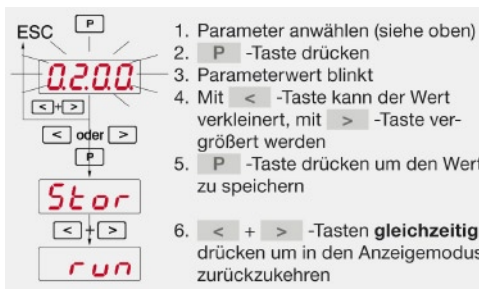 ESC P
0.2.0.0.
<+>
< oder >
P
Stor
<+>
run
1. Parameter anwählen (siehe oben)
2. P -Taste drücken
3. Parameterwert blinkt
4. Mit < -Taste kann der Wert
verkleinert, mit > -Taste ver-
größert werden
5. P -Taste drücken um den Wert
zu speichern
6. < + > -Tasten gleichzeitig
drücken um in den Anzeigemodus
zurückzukehren